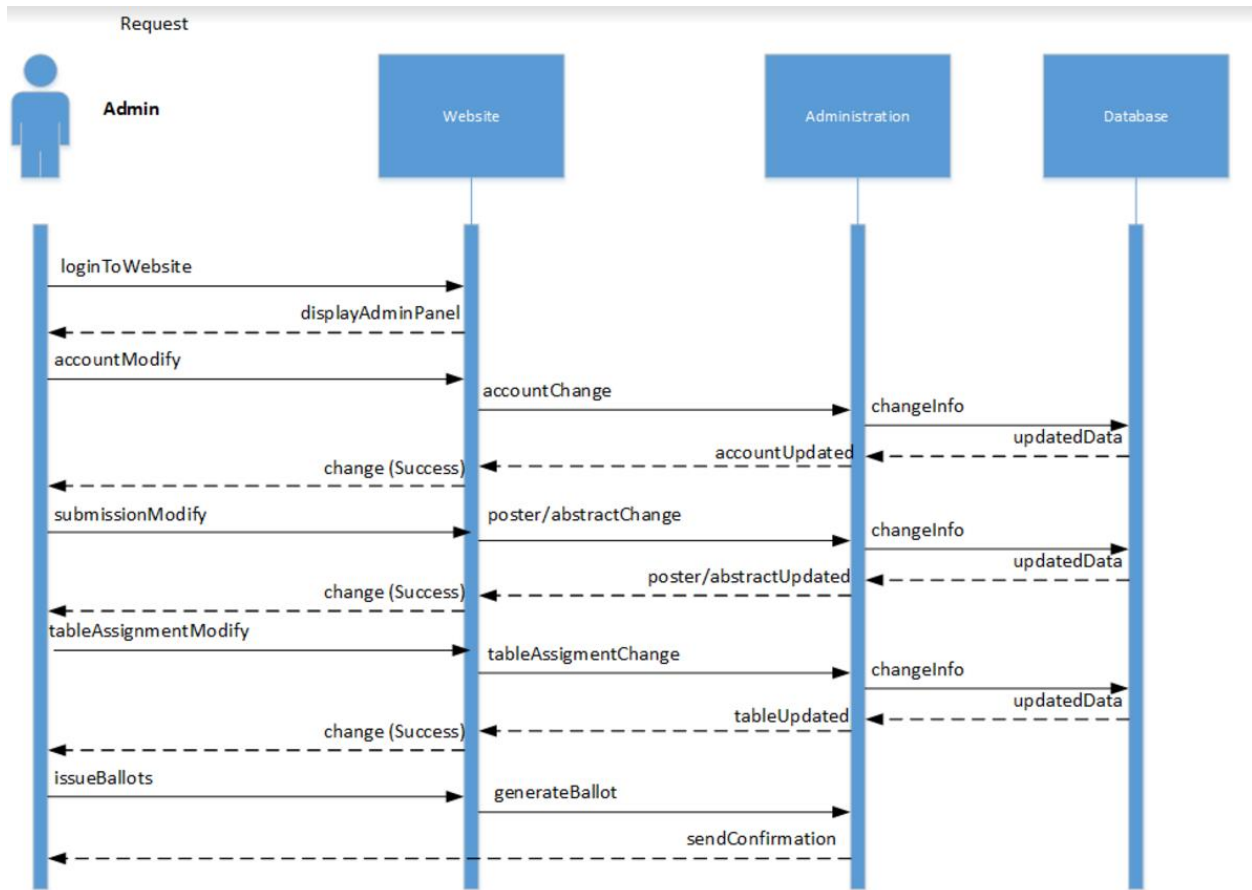 Request
Admin
Website
Administration
Database
loginToWebsite
displayAdminPanel
accountModify
accountChange
changeInfo
updatedData
accountUpdated
change (Success)
submissionModify
poster/abstractChange
changeInfo
updatedData
poster/abstractUpdated
change (Success)
tableAssignmentModify
tableAssigmentChange
changeInfo
updatedData
tableUpdated
change (Success)
issueBallots
generateBallot
sendConfirmation